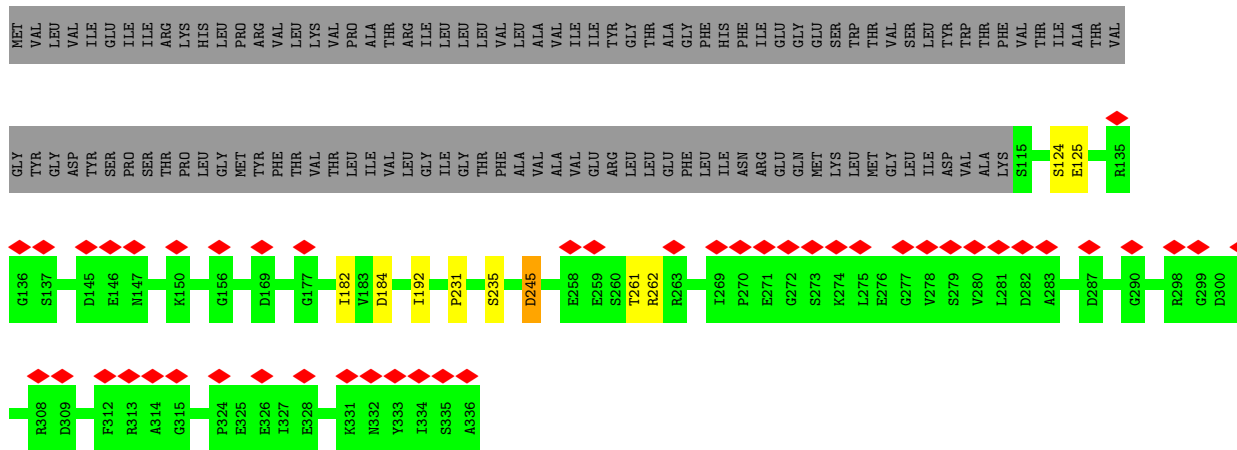 MET VAL LEU VAL ILE GLU ILE ILE ARG LYS HIS LEU PRO ARG VAL LEU LYS VAL PRO ALA THR ARG ILE LEU LEU LEU VAL LEU ALA VAL ILE ILE TYR GLY THR ALA GLY PHE HIS PHE ILE GLU GLY GLU SER TRP THR VAL SER LEU TYR TRP THR PHE VAL THR ILE ALA THR VAL
GLY TYR GLY ASP TYR SER PRO SER THR PRO LEU GLY MET TYR PHE THR VAL THR LEU ILE VAL LEU GLY ILE GLY THR PHE ALA VAL ALA VAL GLU ARG LEU LEU GLU PHE LEU ILE ASN ARG GLU GLN MET LYS LEU MET GLY LEU ILE ASP VAL ALA LYS S115 S124 E125 R135
G136 S137 D145 E146 N147 K150 G156 D169 G177 I182 V183 D184 I192 P231 S235 D245 E258 E259 S260 T261 R262 R263 I269 P270 E271 G272 S273 K274 L275 E276 G277 V278 S279 V280 L281 D282 A283 D287 G290 R298 G299 D300
R308 D309 F312 R313 A314 G315 P324 E325 E326 I327 E328 K331 N332 Y333 I334 S335 A336